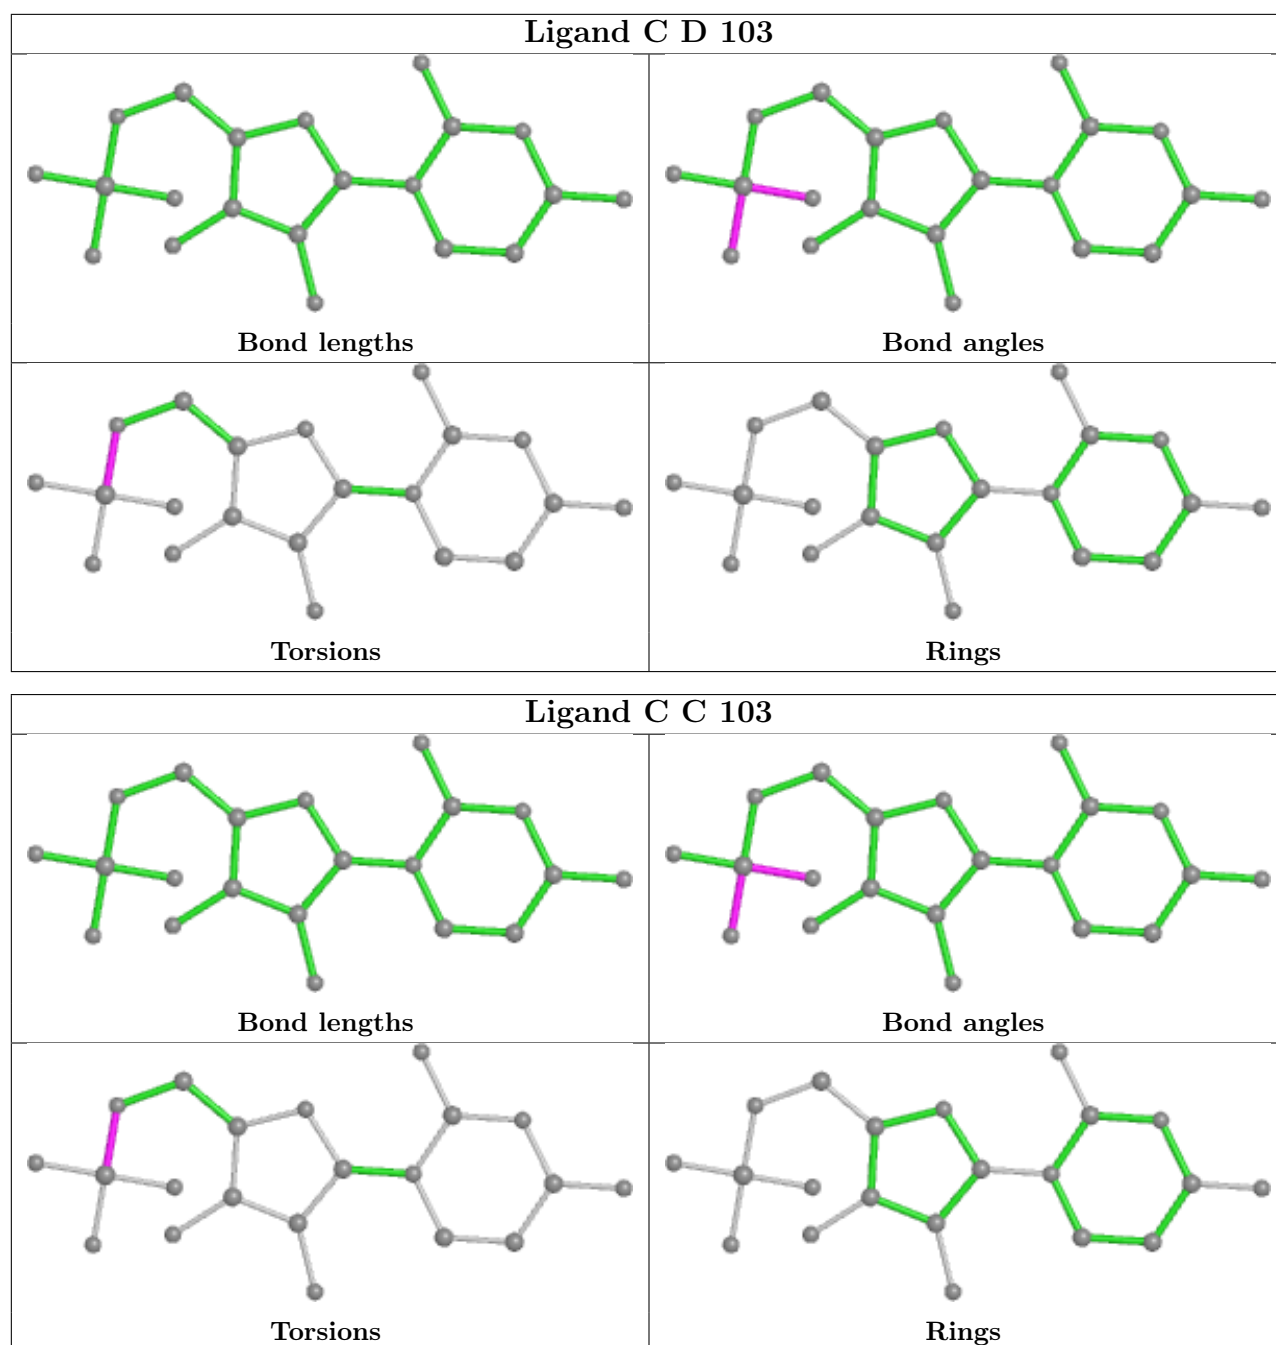 Ligand C D 103
Bond lengths
Bond angles
Torsions
Rings
Ligand C C 103
Bond lengths
Bond angles
Torsions
Rings